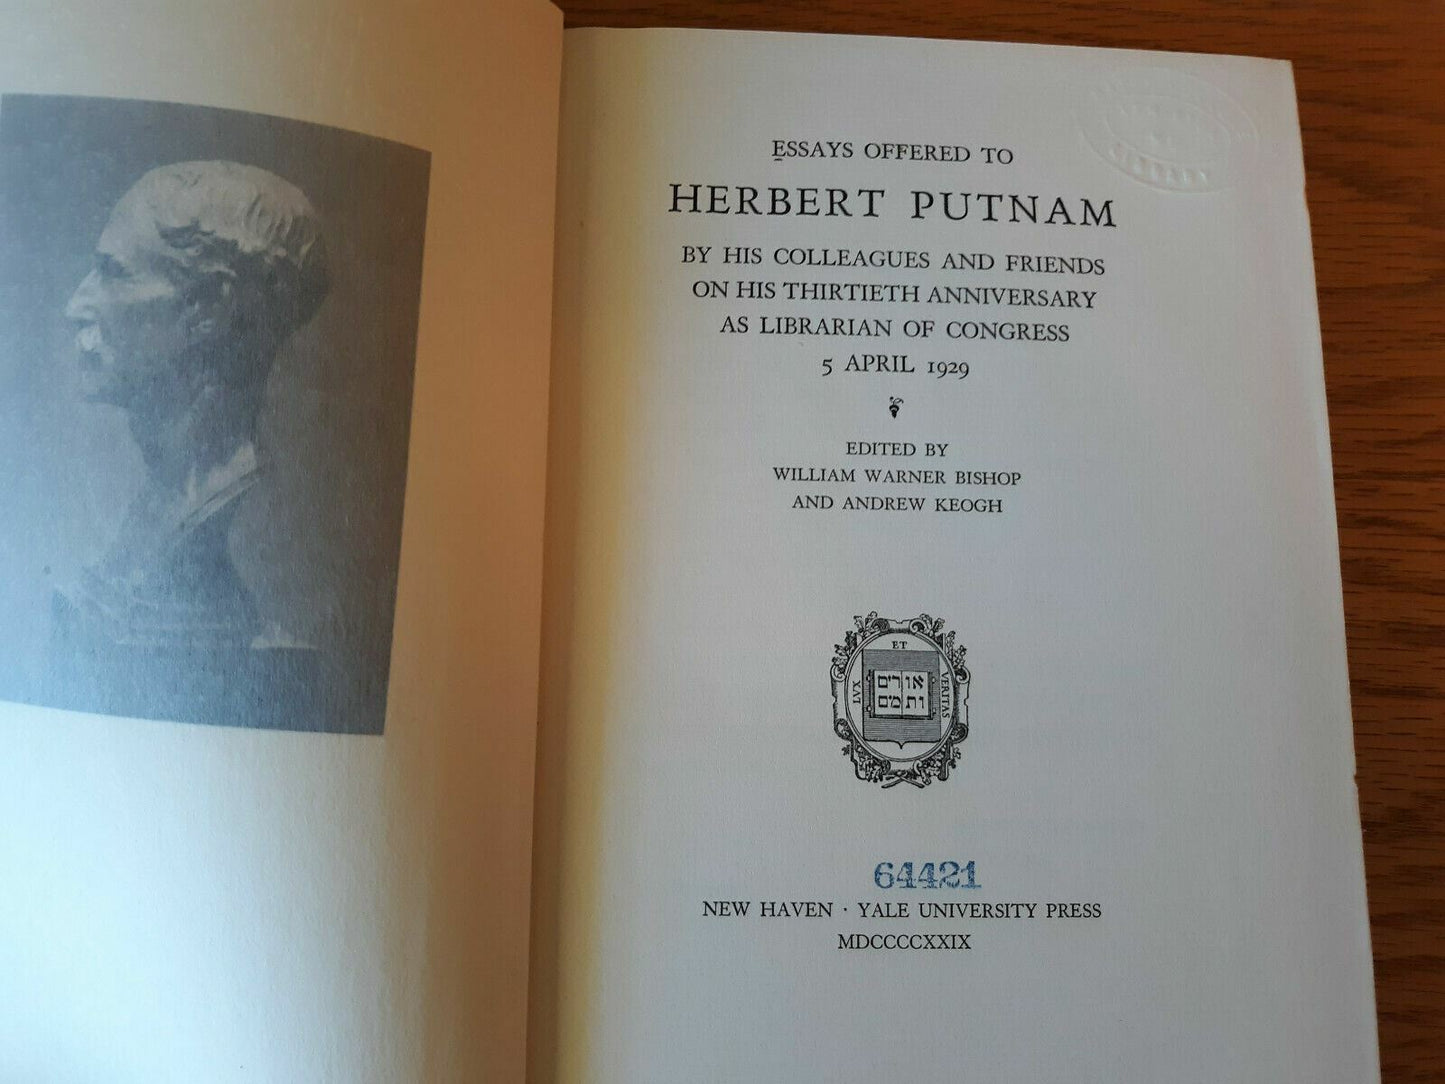 ESSAYS OFFERED TO
HERBERT PUTNAM
BY HIS COLLEAGUES AND FRIENDS
ON HIS THIRTIETH ANNIVERSARY
AS LIBRARIAN OF CONGRESS
5 APRIL 1929
EDITED BY
WILLIAM WARNER BISHOP
AND ANDREW KEOGH
LUX ET VERITAS
אורים
ותמים
64421
NEW HAVEN · YALE UNIVERSITY PRESS
MDCCCCXXIX
LIBRARY